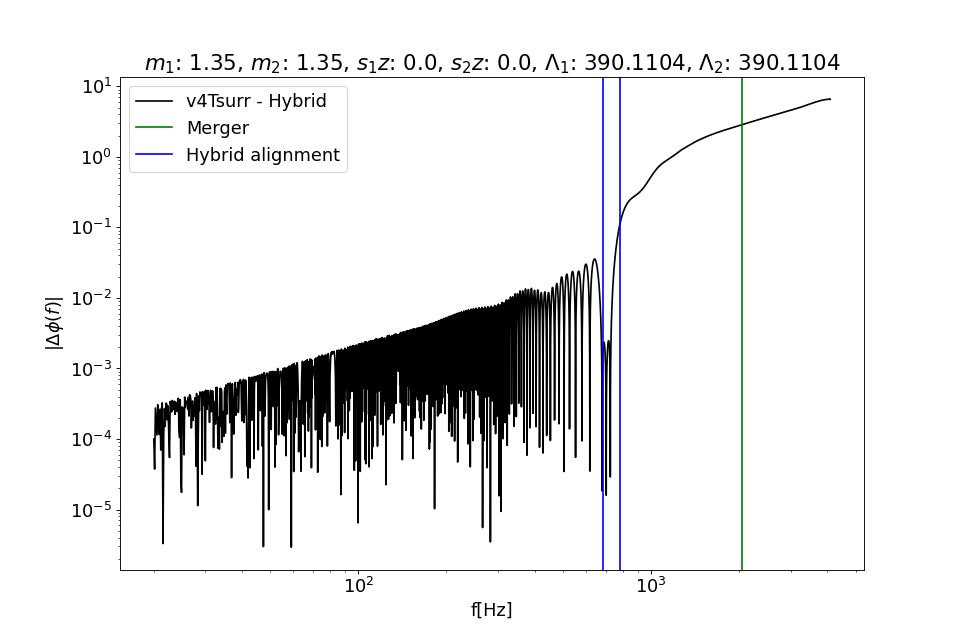 m₁: 1.35, m₂: 1.35, s₁z: 0.0, s₂z: 0.0, Λ₁: 390.1104, Λ₂: 390.1104
v4Tsurr - Hybrid
Merger
Hybrid alignment
10¹
10⁰
10⁻¹
10⁻²
10⁻³
10⁻⁴
10⁻⁵
|Δϕ(f)|
10²
10³
f[Hz]